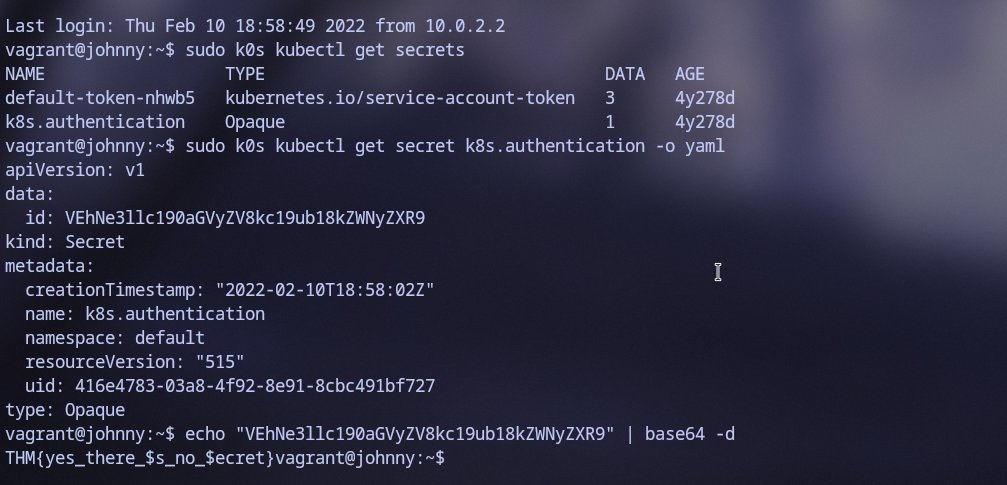 Last login: Thu Feb 10 18:58:49 2022 from 10.0.2.2
vagrant@johnny:~$ sudo k0s kubectl get secrets
NAME                  TYPE                                  DATA   AGE
default-token-nhwb5   kubernetes.io/service-account-token   3      4y278d
k8s.authentication    Opaque                                1      4y278d
vagrant@johnny:~$ sudo k0s kubectl get secret k8s.authentication -o yaml
apiVersion: v1
data:
  id: VEhNe3llc190aGVyZV8kc19ub18kZWNyZXR9
kind: Secret
metadata:
  creationTimestamp: "2022-02-10T18:58:02Z"
  name: k8s.authentication
  namespace: default
  resourceVersion: "515"
  uid: 416e4783-03a8-4f92-8e91-8cbc491bf727
type: Opaque
vagrant@johnny:~$ echo "VEhNe3llc190aGVyZV8kc19ub18kZWNyZXR9" | base64 -d
THM{yes_there_$s_no_$ecret}vagrant@johnny:~$